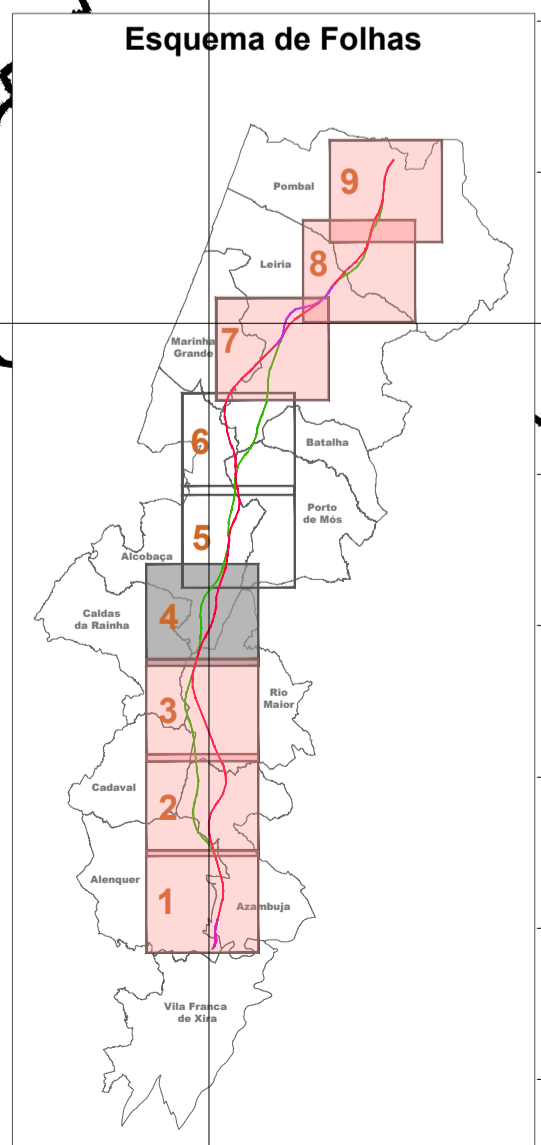 Esquema de Folhas
9
Pombal
8
Leiria
7
Marinha
Grande
6
Batalha
5
Porto
de Mós
Alcobaça
4
Caldas
da Rainha
3
Rio
Maior
Cadaval
2
Alenquer
1
Azambuja
Vila Franca
de Xira